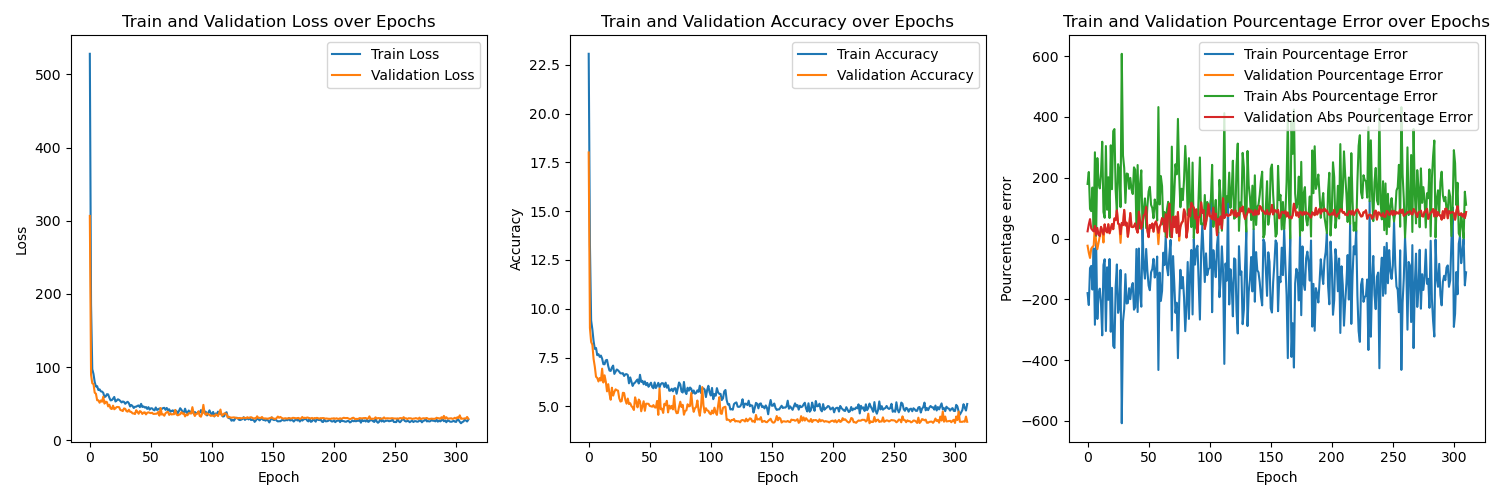 Train and Validation Loss over Epochs
Train Loss
Validation Loss
500
400
300
200
100
0
Loss
0 50 100 150 200 250 300
Epoch
Train and Validation Accuracy over Epochs
Train Accuracy
Validation Accuracy
22.5
20.0
17.5
15.0
12.5
10.0
7.5
5.0
Accuracy
0 50 100 150 200 250 300
Epoch
Train and Validation Pourcentage Error over Epochs
Train Pourcentage Error
Validation Pourcentage Error
Train Abs Pourcentage Error
Validation Abs Pourcentage Error
600
400
200
0
−200
−400
−600
Pourcentage error
0 50 100 150 200 250 300
Epoch